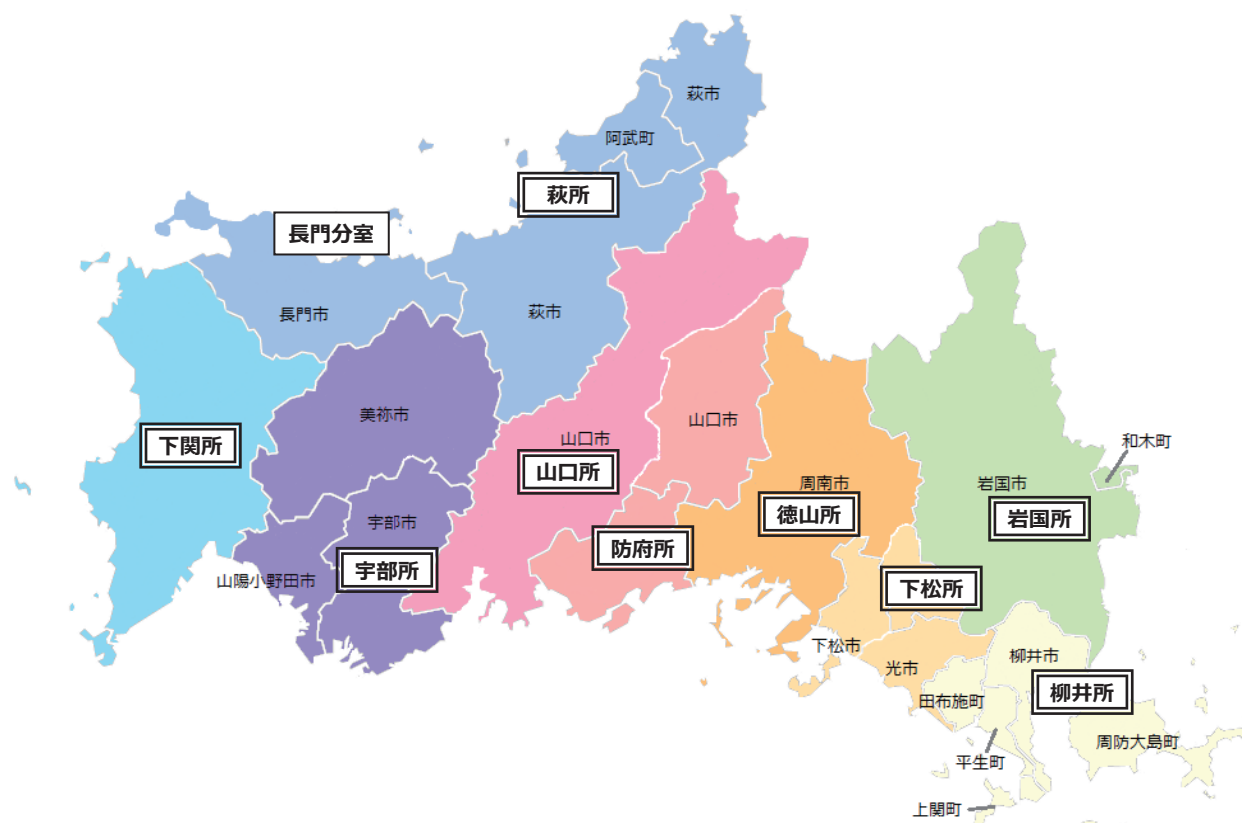 萩市
阿武町
萩所
長門分室
長門市
萩市
美祢市
山口市
山口市
下関所
山口所
和木町
周南市
岩国市
徳山所
岩国所
宇部市
防府所
宇部所
山陽小野田市
下松所
下松市
柳井市
光市
田布施町
柳井所
周防大島町
平生町
上関町